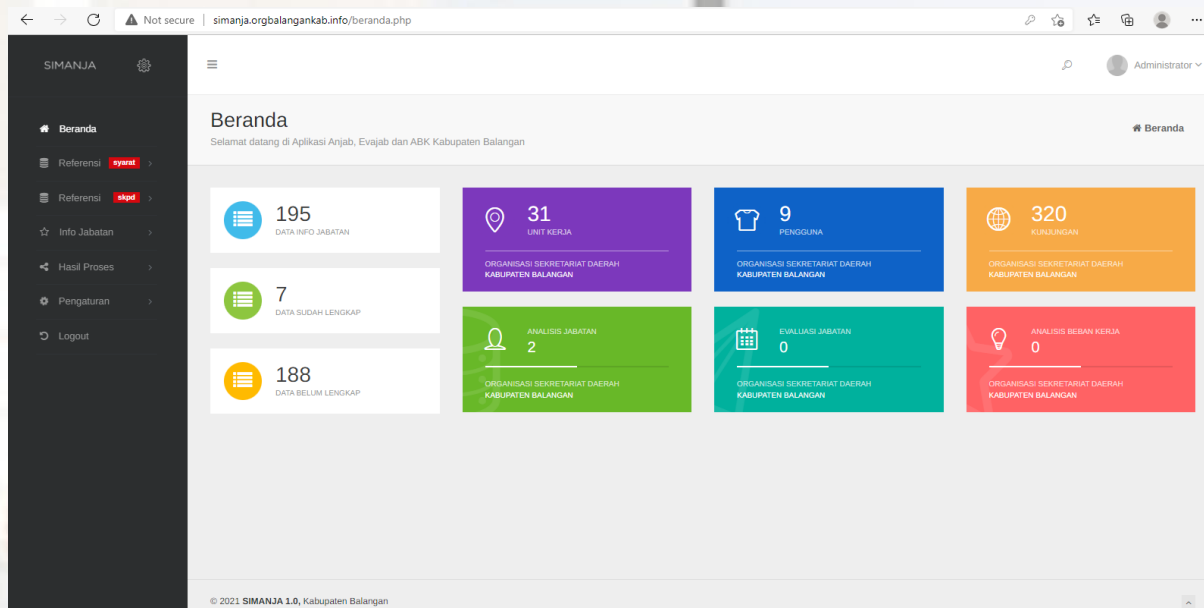 Not secure | simanja.orgbalangankab.info/beranda.php
SIMANJA
Administrator
Beranda
Referensi syarat
Referensi skpd
Info Jabatan
Hasil Proses
Pengaturan
Logout
Beranda
Selamat datang di Aplikasi Anjab, Evajab dan ABK Kabupaten Balangan
Beranda
195
DATA INFO JABATAN
7
DATA SUDAH LENGKAP
188
DATA BELUM LENGKAP
31
UNIT KERJA
ORGANISASI SEKRETARIAT DAERAH
KABUPATEN BALANGAN
9
PENGGUNA
ORGANISASI SEKRETARIAT DAERAH
KABUPATEN BALANGAN
320
KUNJUNGAN
ORGANISASI SEKRETARIAT DAERAH
KABUPATEN BALANGAN
ANALISIS JABATAN
2
ORGANISASI SEKRETARIAT DAERAH
KABUPATEN BALANGAN
EVALUASI JABATAN
0
ORGANISASI SEKRETARIAT DAERAH
KABUPATEN BALANGAN
ANALISIS BEBAN KERJA
0
ORGANISASI SEKRETARIAT DAERAH
KABUPATEN BALANGAN
© 2021 SIMANJA 1.0, Kabupaten Balangan